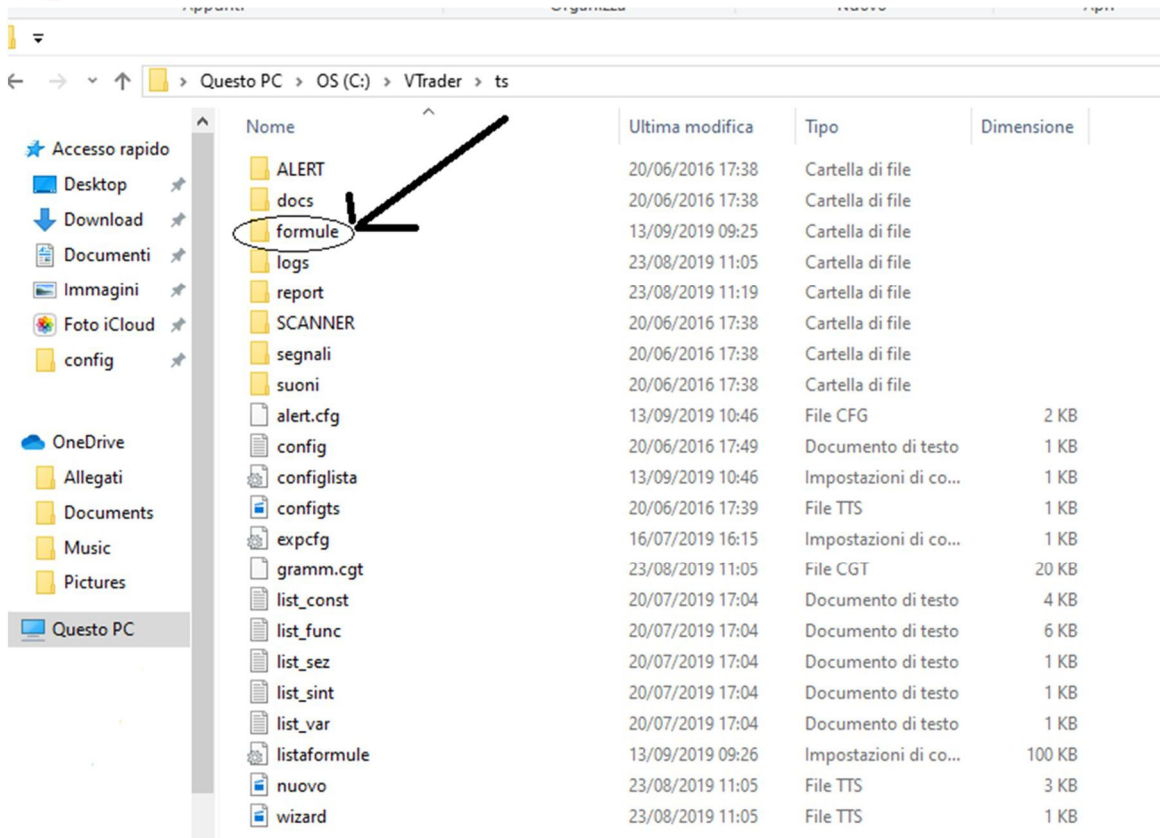 Questo PC > OS (C:) > VTrader > ts
Nome Ultima modifica Tipo Dimensione
Accesso rapido
Desktop
Download
Documenti
Immagini
Foto iCloud
config
OneDrive
Allegati
Documents
Music
Pictures
Questo PC
ALERT 20/06/2016 17:38 Cartella di file
docs 20/06/2016 17:38 Cartella di file
formule 13/09/2019 09:25 Cartella di file
logs 23/08/2019 11:05 Cartella di file
report 23/08/2019 11:19 Cartella di file
SCANNER 20/06/2016 17:38 Cartella di file
segnali 20/06/2016 17:38 Cartella di file
suoni 20/06/2016 17:38 Cartella di file
alert.cfg 13/09/2019 10:46 File CFG 2 KB
config 20/06/2016 17:49 Documento di testo 1 KB
configlista 13/09/2019 10:46 Impostazioni di co... 1 KB
configts 20/06/2016 17:39 File TTS 1 KB
expcfg 16/07/2019 16:15 Impostazioni di co... 1 KB
gramm.cgt 23/08/2019 11:05 File CGT 20 KB
list_const 20/07/2019 17:04 Documento di testo 4 KB
list_func 20/07/2019 17:04 Documento di testo 6 KB
list_sez 20/07/2019 17:04 Documento di testo 1 KB
list_sint 20/07/2019 17:04 Documento di testo 1 KB
list_var 20/07/2019 17:04 Documento di testo 1 KB
listaformule 13/09/2019 09:26 Impostazioni di co... 100 KB
nuovo 23/08/2019 11:05 File TTS 3 KB
wizard 23/08/2019 11:05 File TTS 1 KB